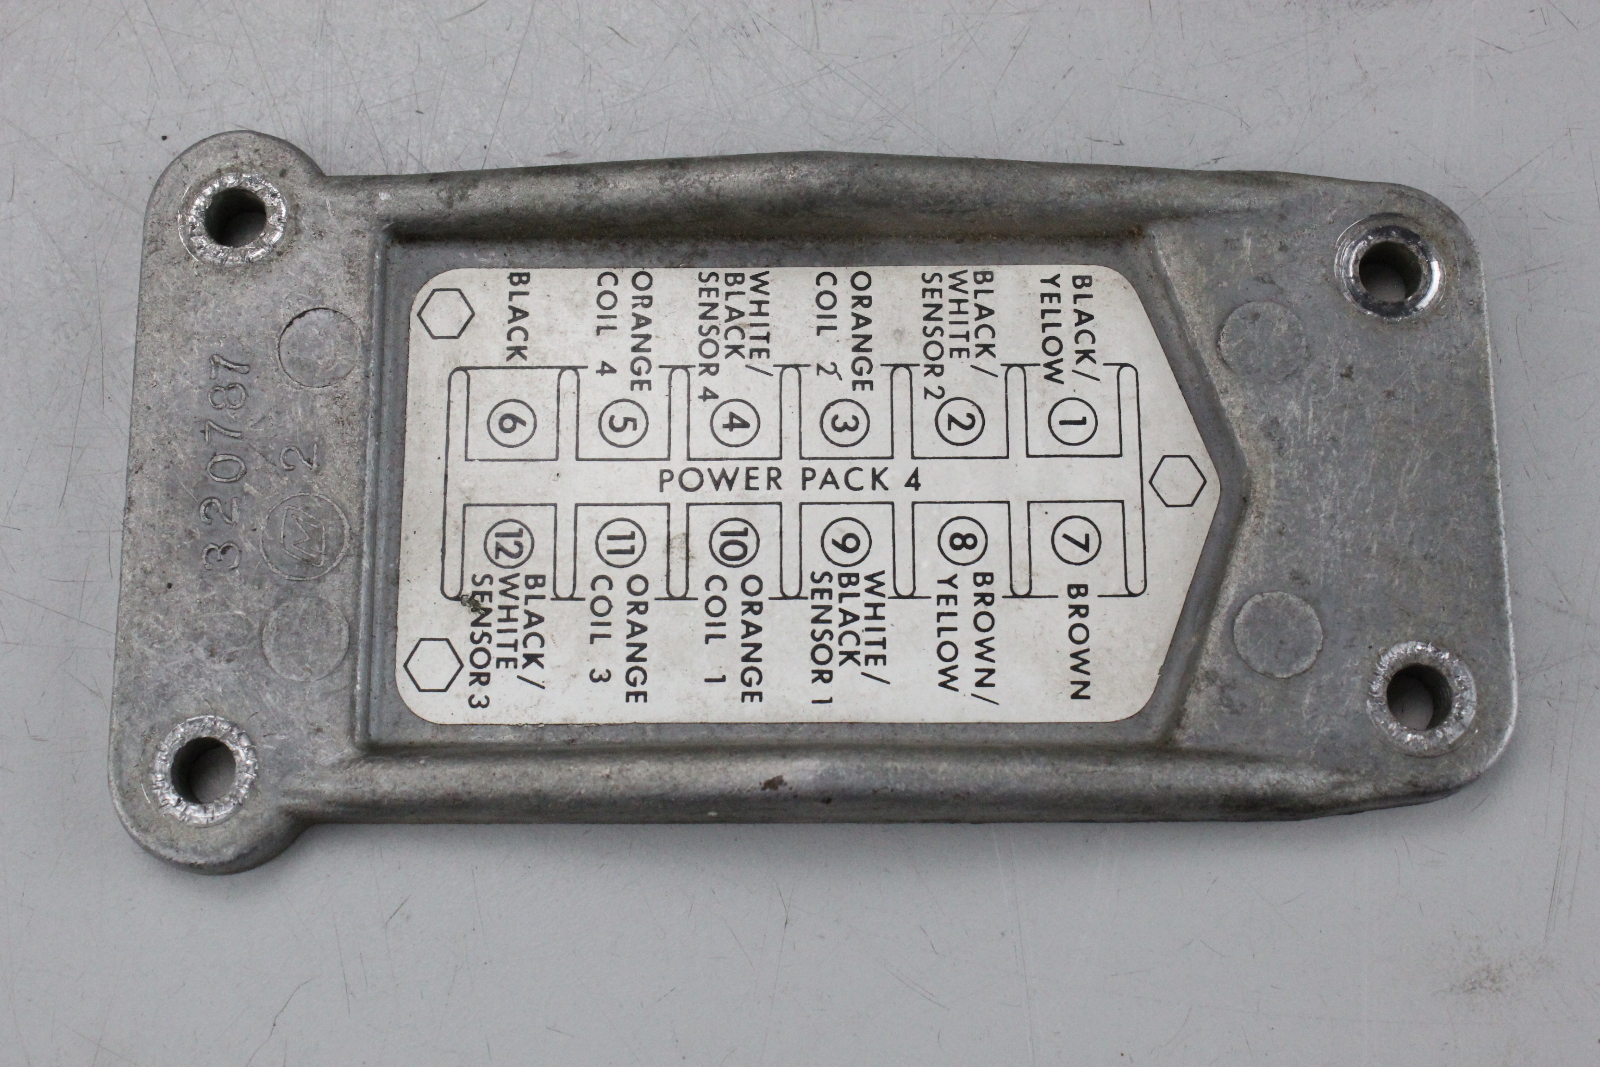 BLACK/
YELLOW
1
BLACK/
WHITE
SENSOR 2
2
ORANGE
COIL 2
3
WHITE/
BLACK
SENSOR 4
4
ORANGE
COIL 4
5
BLACK
6
POWER PACK 4
7
BROWN
8
BROWN/
YELLOW
9
WHITE/
BLACK
SENSOR 1
10
ORANGE
COIL 1
11
ORANGE
COIL 3
12
BLACK/
WHITE
SENSOR 3
320787
2